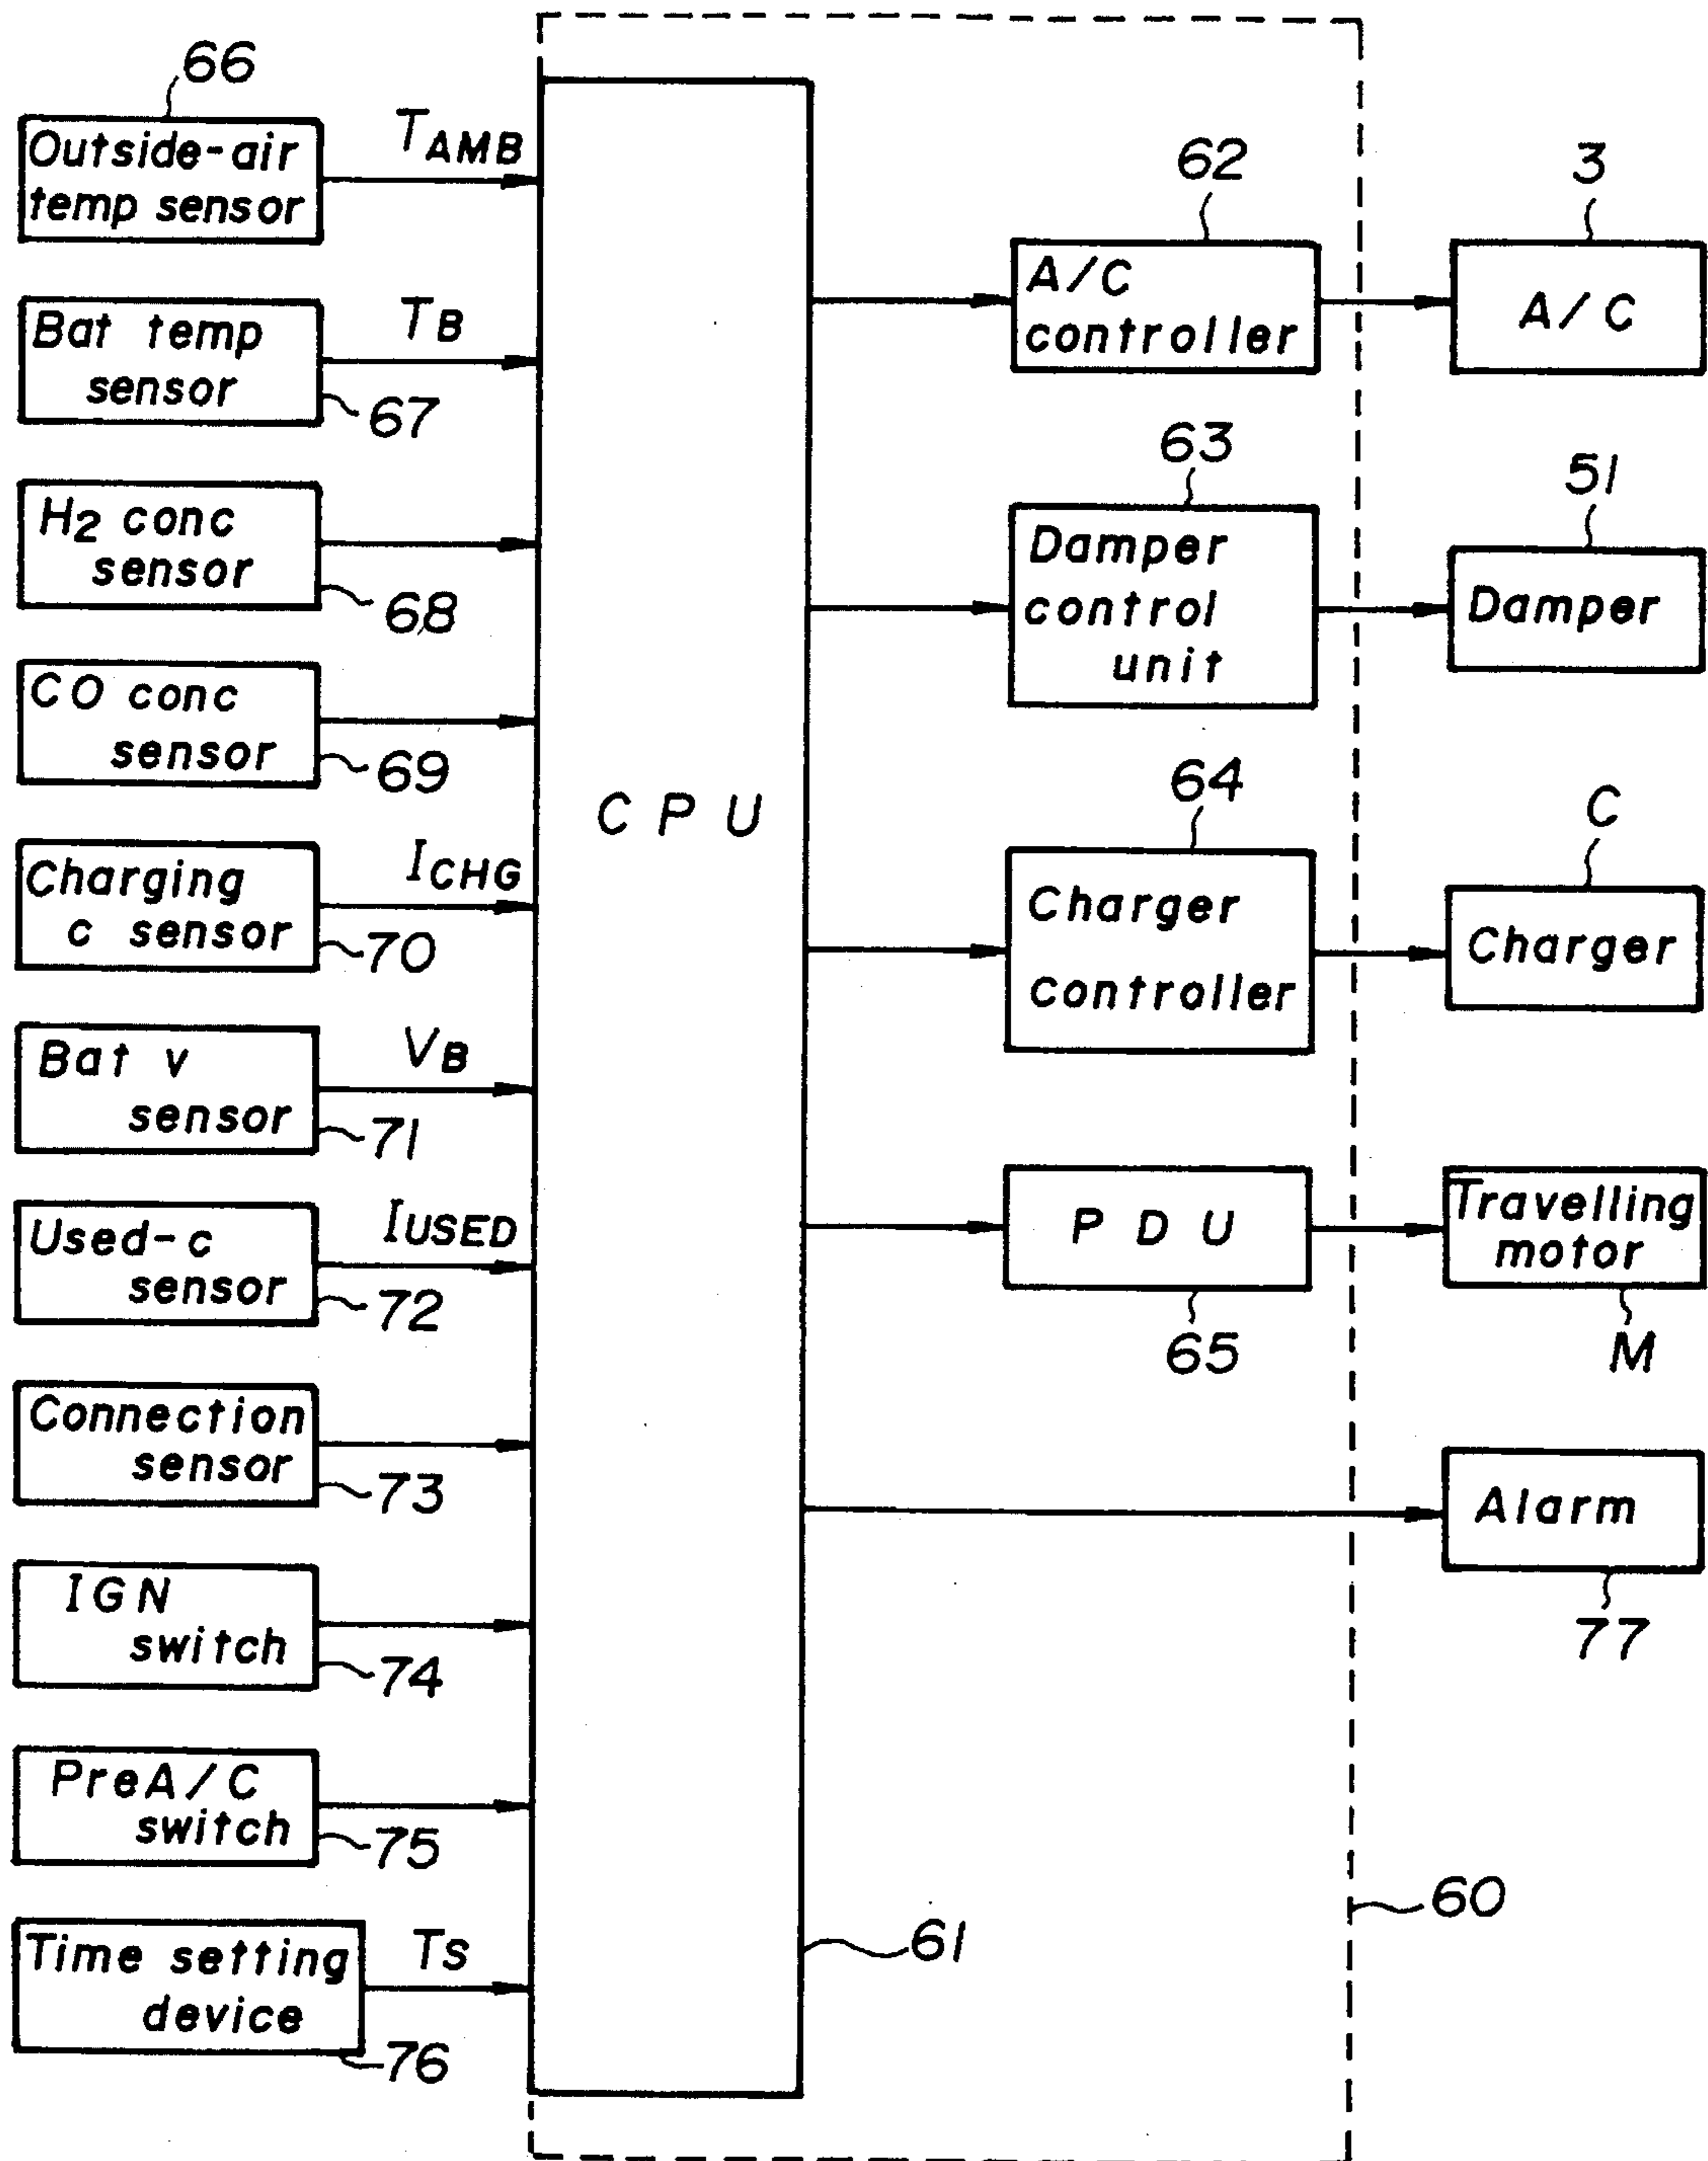 66
Outside-air
temp sensor
TAMB
Bat temp
sensor
TB
67
H2 conc
sensor
68
CO conc
sensor
69
Charging
c sensor
ICHG
70
Bat v
sensor
VB
71
Used-c
sensor
IUSED
72
Connection
sensor
73
IGN
switch
74
PreA/C
switch
75
Time setting
device
TS
76
CPU
61
62
A/C
controller
63
Damper
control
unit
64
Charger
controller
PDU
65
60
3
A/C
51
Damper
C
Charger
Travelling
motor
M
Alarm
77